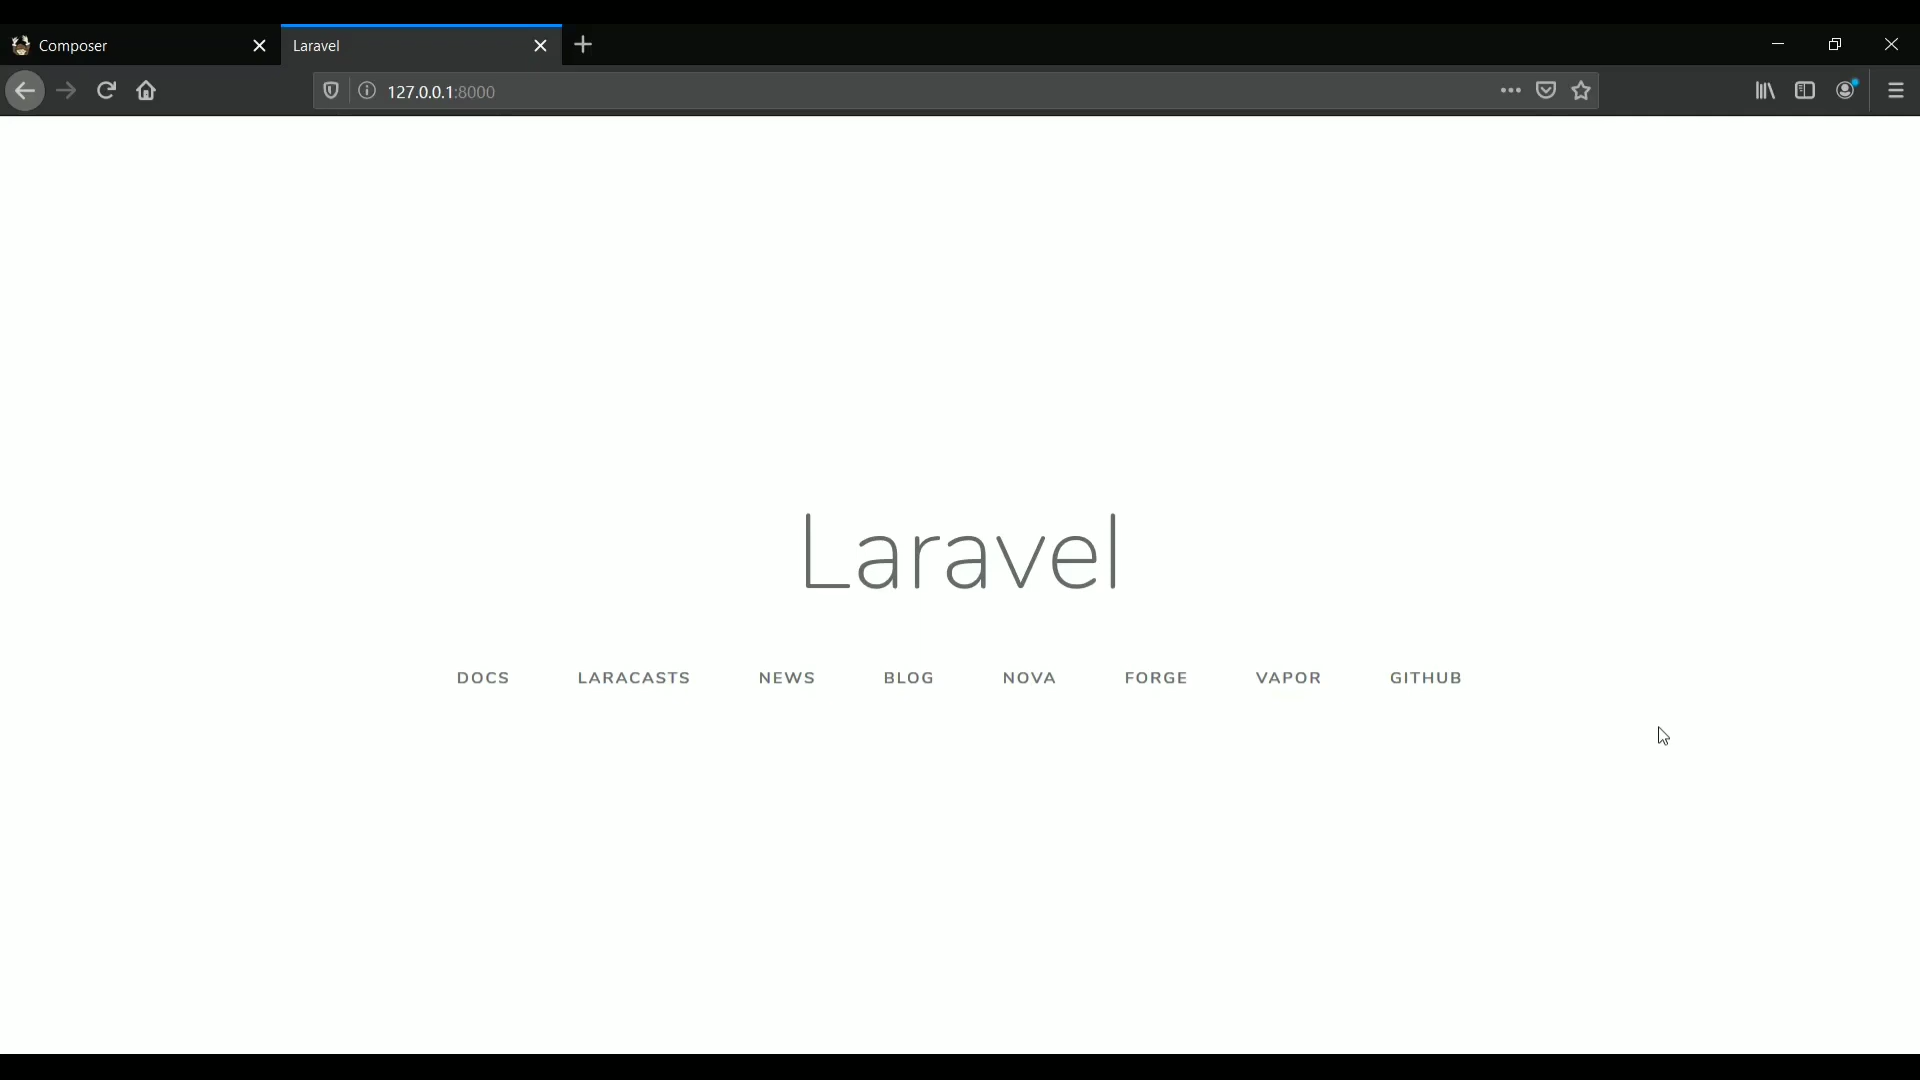 Composer
Laravel
127.0.0.1:8000
Laravel
DOCS LARACASTS NEWS BLOG NOVA FORGE VAPOR GITHUB